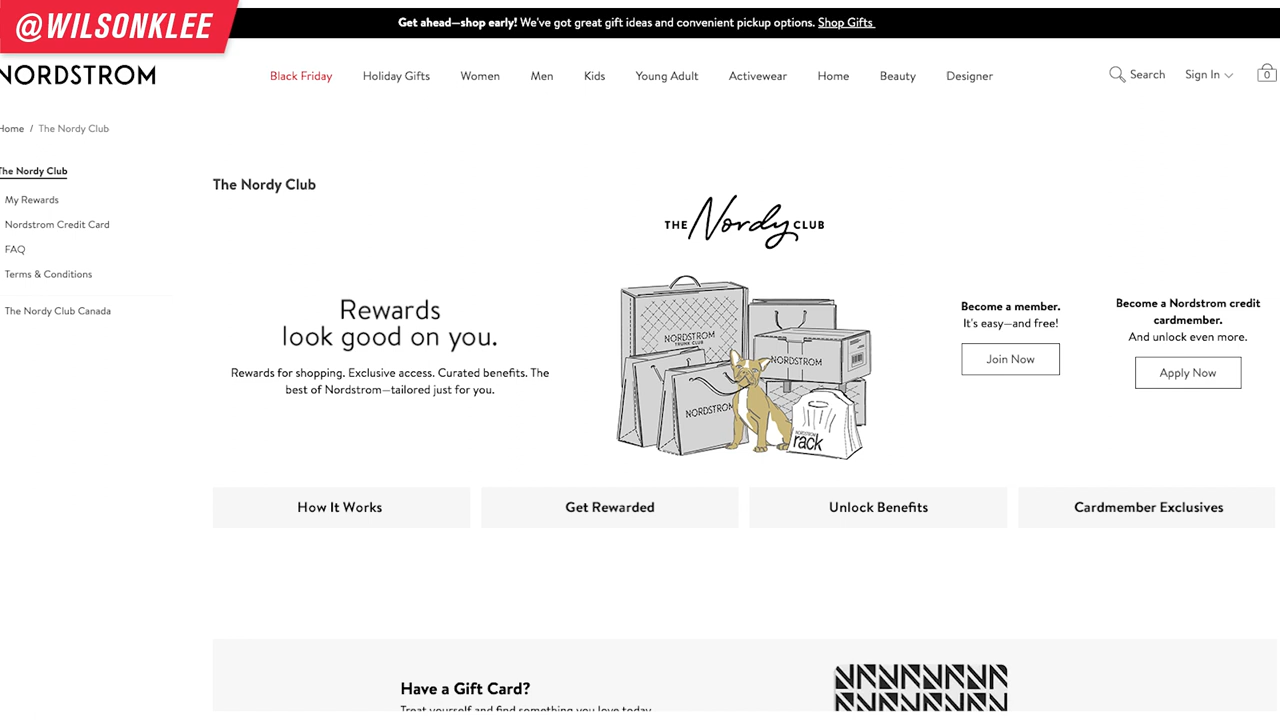 @WILSONKLEE
Get ahead—shop early! We've got great gift ideas and convenient pickup options. Shop Gifts
NORDSTROM
Black Friday Holiday Gifts Women Men Kids Young Adult Activewear Home Beauty Designer
Search Sign In 0
Home / The Nordy Club
The Nordy Club
My Rewards
Nordstrom Credit Card
FAQ
Terms & Conditions
The Nordy Club Canada
The Nordy Club
THE Nordy CLUB
Rewards
look good on you.
Rewards for shopping. Exclusive access. Curated benefits. The
best of Nordstrom—tailored just for you.
NORDSTROM
TRUNK CLUB
NORDSTROM
NORDSTROM
NORDSTROM
rack
Become a member.
It's easy—and free!
Join Now
Become a Nordstrom credit
cardmember.
And unlock even more.
Apply Now
How It Works
Get Rewarded
Unlock Benefits
Cardmember Exclusives
Have a Gift Card?
Treat yourself and find something you love today